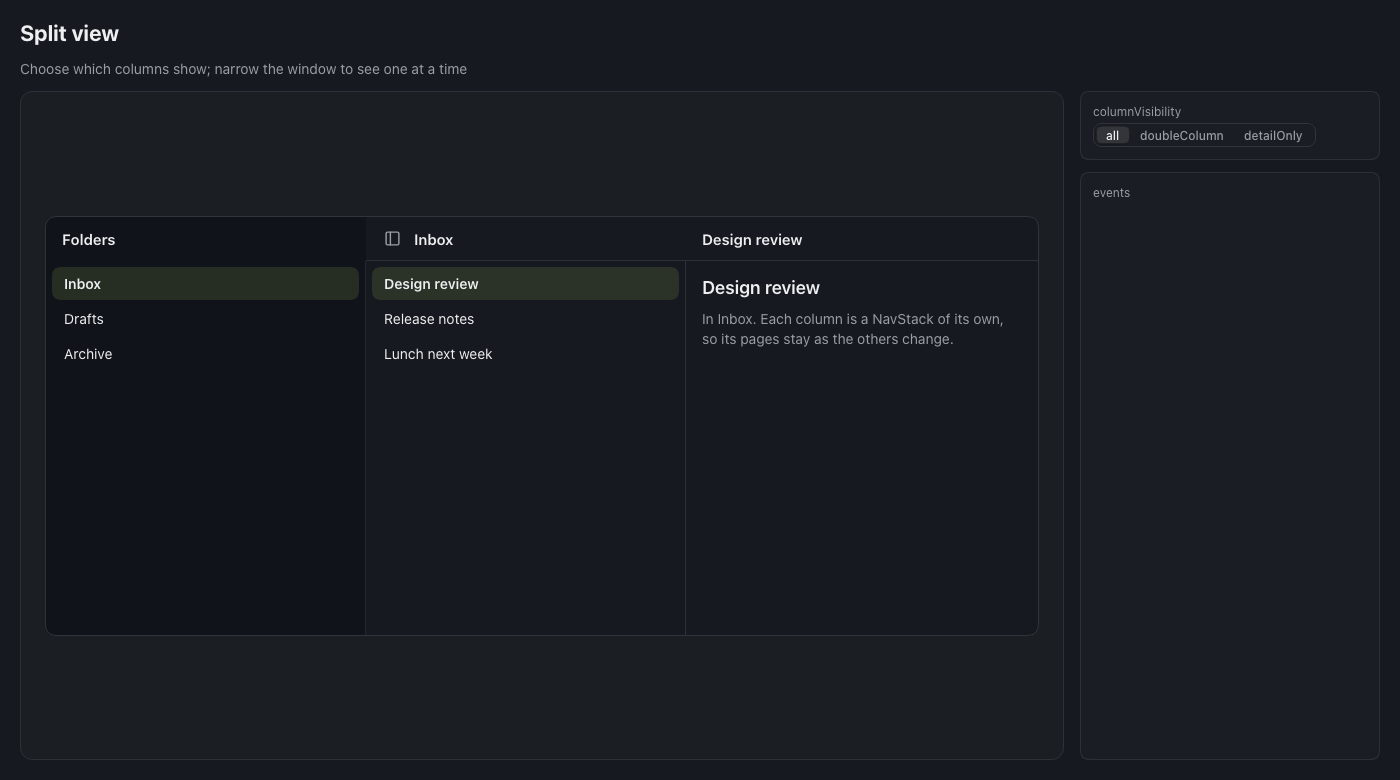 Split view
Choose which columns show; narrow the window to see one at a time
Folders
Inbox
Drafts
Archive
Inbox
Design review
Release notes
Lunch next week
Design review
Design review
In Inbox. Each column is a NavStack of its own,
so its pages stay as the others change.
columnVisibility
all doubleColumn detailOnly
events